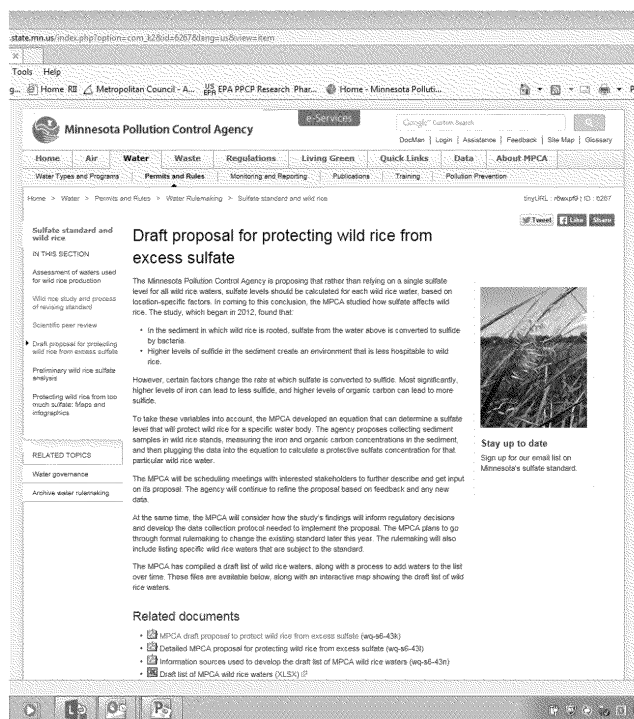 state.mn.us/index.php?option=com_k2&id=6267&lang=us&view=item
Tools Help
Home RII Metropolitan Council - A... US EPA EPA PPCP Research Phar... Home - Minnesota Polluti...
e-Services
Google™ Custom Search
Minnesota Pollution Control Agency
DocMan | Login | Assistance | Feedback | Site Map | Glossary
Home Air Water Waste Regulations Living Green Quick Links Data About MPCA
Water Types and Programs Permits and Rules Monitoring and Reporting Publications Training Pollution Prevention
Home > Water > Permits and Rules > Water Rulemaking > Sulfate standard and wild rice
tinyURL : r6wxpf9 | ID : 6267
Tweet Like Share
Sulfate standard and
wild rice
IN THIS SECTION
Assessment of waters used
for wild rice production
Wild rice study and process
of revising standard
Scientific peer review
Draft proposal for protecting
wild rice from excess sulfate
Preliminary wild rice sulfate
analysis
Protecting wild rice from too
much sulfate: Maps and
infographics
RELATED TOPICS
Water governance
Archive water rulemaking
Draft proposal for protecting wild rice from
excess sulfate
The Minnesota Pollution Control Agency is proposing that rather than relying on a single sulfate
level for all wild rice waters, sulfate levels should be calculated for each wild rice water, based on
location-specific factors. In coming to this conclusion, the MPCA studied how sulfate affects wild
rice. The study, which began in 2012, found that:
• In the sediment in which wild rice is rooted, sulfate from the water above is converted to sulfide
by bacteria.
• Higher levels of sulfide in the sediment create an environment that is less hospitable to wild
rice.
However, certain factors change the rate at which sulfate is converted to sulfide. Most significantly,
higher levels of iron can lead to less sulfide, and higher levels of organic carbon can lead to more
sulfide.
To take these variables into account, the MPCA developed an equation that can determine a sulfate
level that will protect wild rice for a specific water body. The agency proposes collecting sediment
samples in wild rice stands, measuring the iron and organic carbon concentrations in the sediment,
and then plugging the data into the equation to calculate a protective sulfate concentration for that
particular wild rice water.
The MPCA will be scheduling meetings with interested stakeholders to further describe and get input
on its proposal. The agency will continue to refine the proposal based on feedback and any new
data.
At the same time, the MPCA will consider how the study's findings will inform regulatory decisions
and develop the data collection protocol needed to implement the proposal. The MPCA plans to go
through formal rulemaking to change the existing standard later this year. The rulemaking will also
include listing specific wild rice waters that are subject to the standard.
The MPCA has compiled a draft list of wild rice waters, along with a process to add waters to the list
over time. These files are available below, along with an interactive map showing the draft list of wild
rice waters.
Related documents
• MPCA draft proposal to protect wild rice from excess sulfate (wq-s6-43k)
• Detailed MPCA proposal for protecting wild rice from excess sulfate (wq-s6-43l)
• Information sources used to develop the draft list of MPCA wild rice waters (wq-s6-43n)
• Draft list of MPCA wild rice waters (XLSX)
Stay up to date
Sign up for our email list on
Minnesota's sulfate standard.